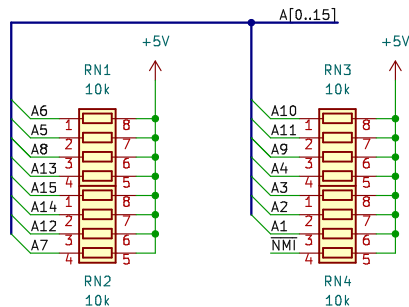 A[0..15]
+5V +5V
RN1 RN3
10k 10k
A6 1 8 A10 1 8
A5 2 7 A11 2 7
A8 3 6 A9 3 6
A13 4 5 A4 4 5
A15 1 8 A3 1 8
A14 2 7 A2 2 7
A12 3 6 A1 3 6
A7 4 5 N̅M̅I̅ 4 5
RN2 RN4
10k 10k